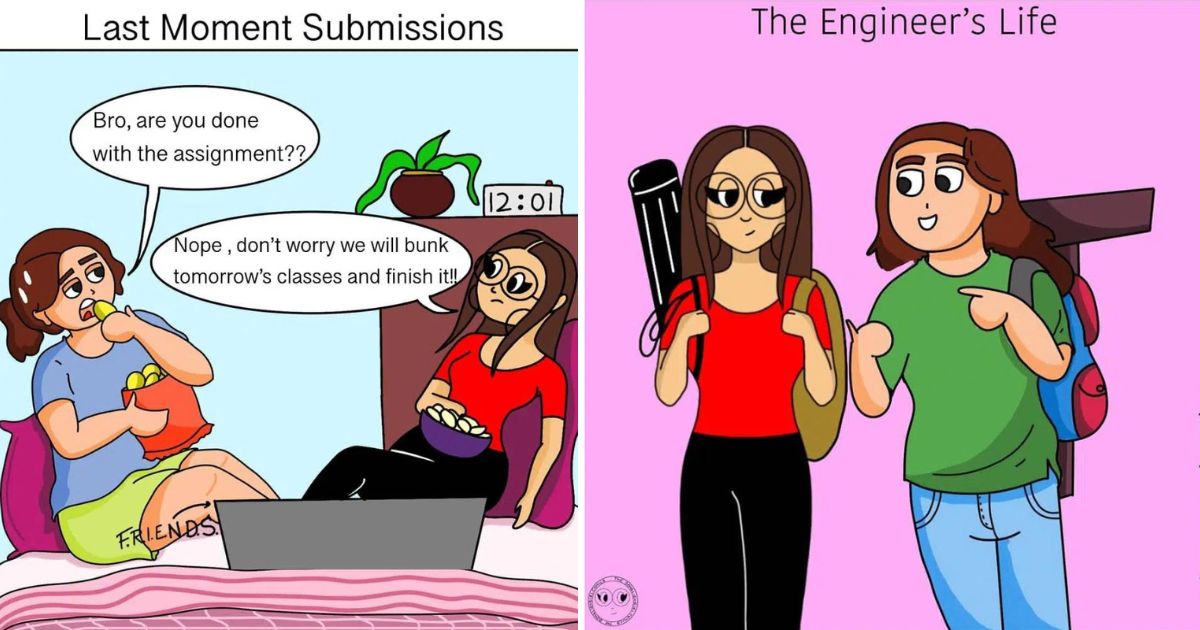 Last Moment Submissions
Bro, are you done
with the assignment??
12:01
Nope , don't worry we will bunk
tomorrow's classes and finish it!!
F.R.I.E.N.D.S.
The Engineer's Life